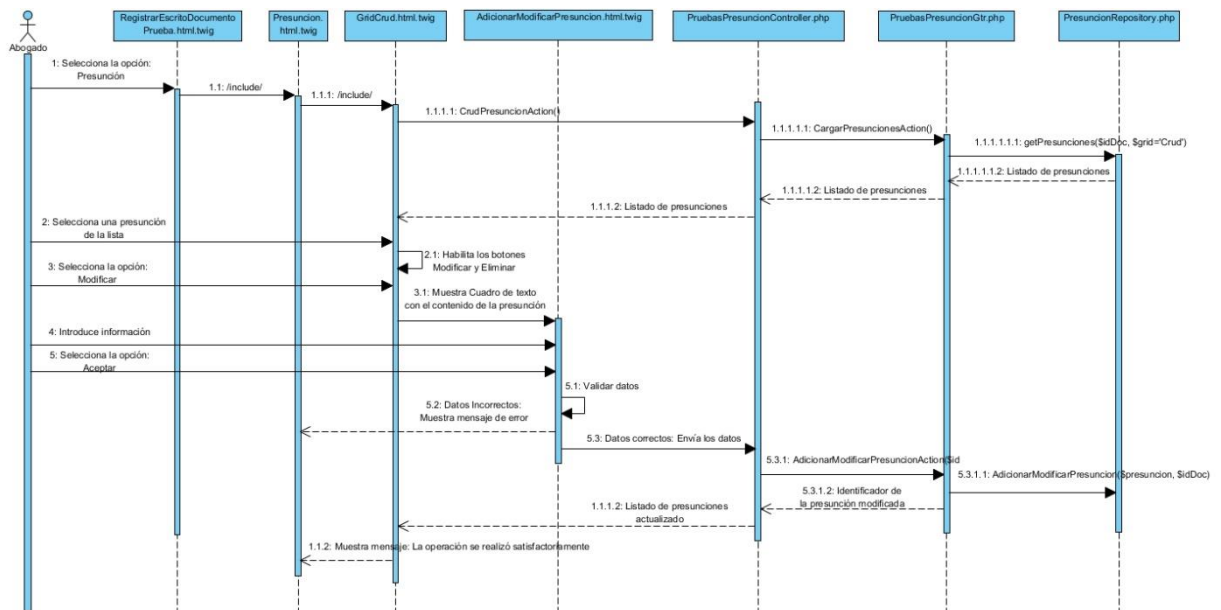 RegistrarEscritoDocumento
Prueba.html.twig
Presuncion.
html.twig
GridCrud.html.twig
AdicionarModificarPresuncion.html.twig
PruebasPresuncionController.php
PruebasPresuncionGtr.php
PresuncionRepository.php
Abogado
1: Selecciona la opción:
Presunción
1.1: /include/
1.1.1: /include/
1.1.1.1: CrudPresuncionAction()
1.1.1.1.1: CargarPresuncionesAction()
1.1.1.1.1.1: getPresunciones($idDoc, $grid='Crud')
1.1.1.1.1.2: Listado de presunciones
1.1.1.1.2: Listado de presunciones
1.1.1.2: Listado de presunciones
2: Selecciona una presunción
de la lista
2.1: Habilita los botones
Modificar y Eliminar
3: Selecciona la opción:
Modificar
3.1: Muestra Cuadro de texto
con el contenido de la presunción
4: Introduce información
5: Selecciona la opción:
Aceptar
5.1: Validar datos
5.2: Datos Incorrectos:
Muestra mensaje de error
5.3: Datos correctos: Envía los datos
5.3.1: AdicionarModificarPresuncionAction($id
5.3.1.1: AdicionarModificarPresuncion($presuncion, $idDoc)
5.3.1.2: Identificador de
la presunción modificada
1.1.1.2: Listado de presunciones
actualizado
1.1.2: Muestra mensaje: La operación se realizó satisfactoriamente